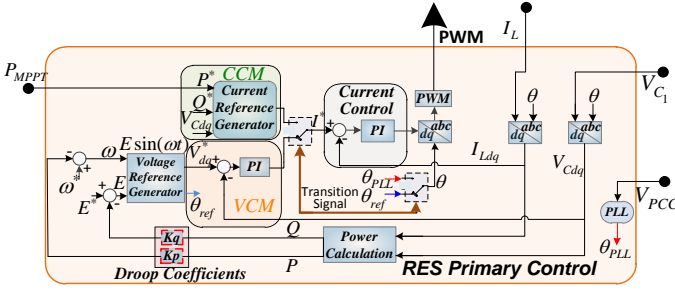 PWM
I_L
P_MPPT
CCM
P*
Q*
V_Cdq
Current
Reference
Generator
I*
Current
Control
PI
PWM
abc
dq
θ
abc
dq
θ
abc
dq
V_C1
I_Ldq
V_Cdq
ω
ω*
E sin(ωt)
E
E*
Voltage
Reference
Generator
V_dq*
PI
VCM
θ_ref
Transition
Signal
θ_PLL
θ_ref
θ
V_PCC
PLL
θ_PLL
Kq
Kp
Q
P
Power
Calculation
Droop Coefficients
RES Primary Control